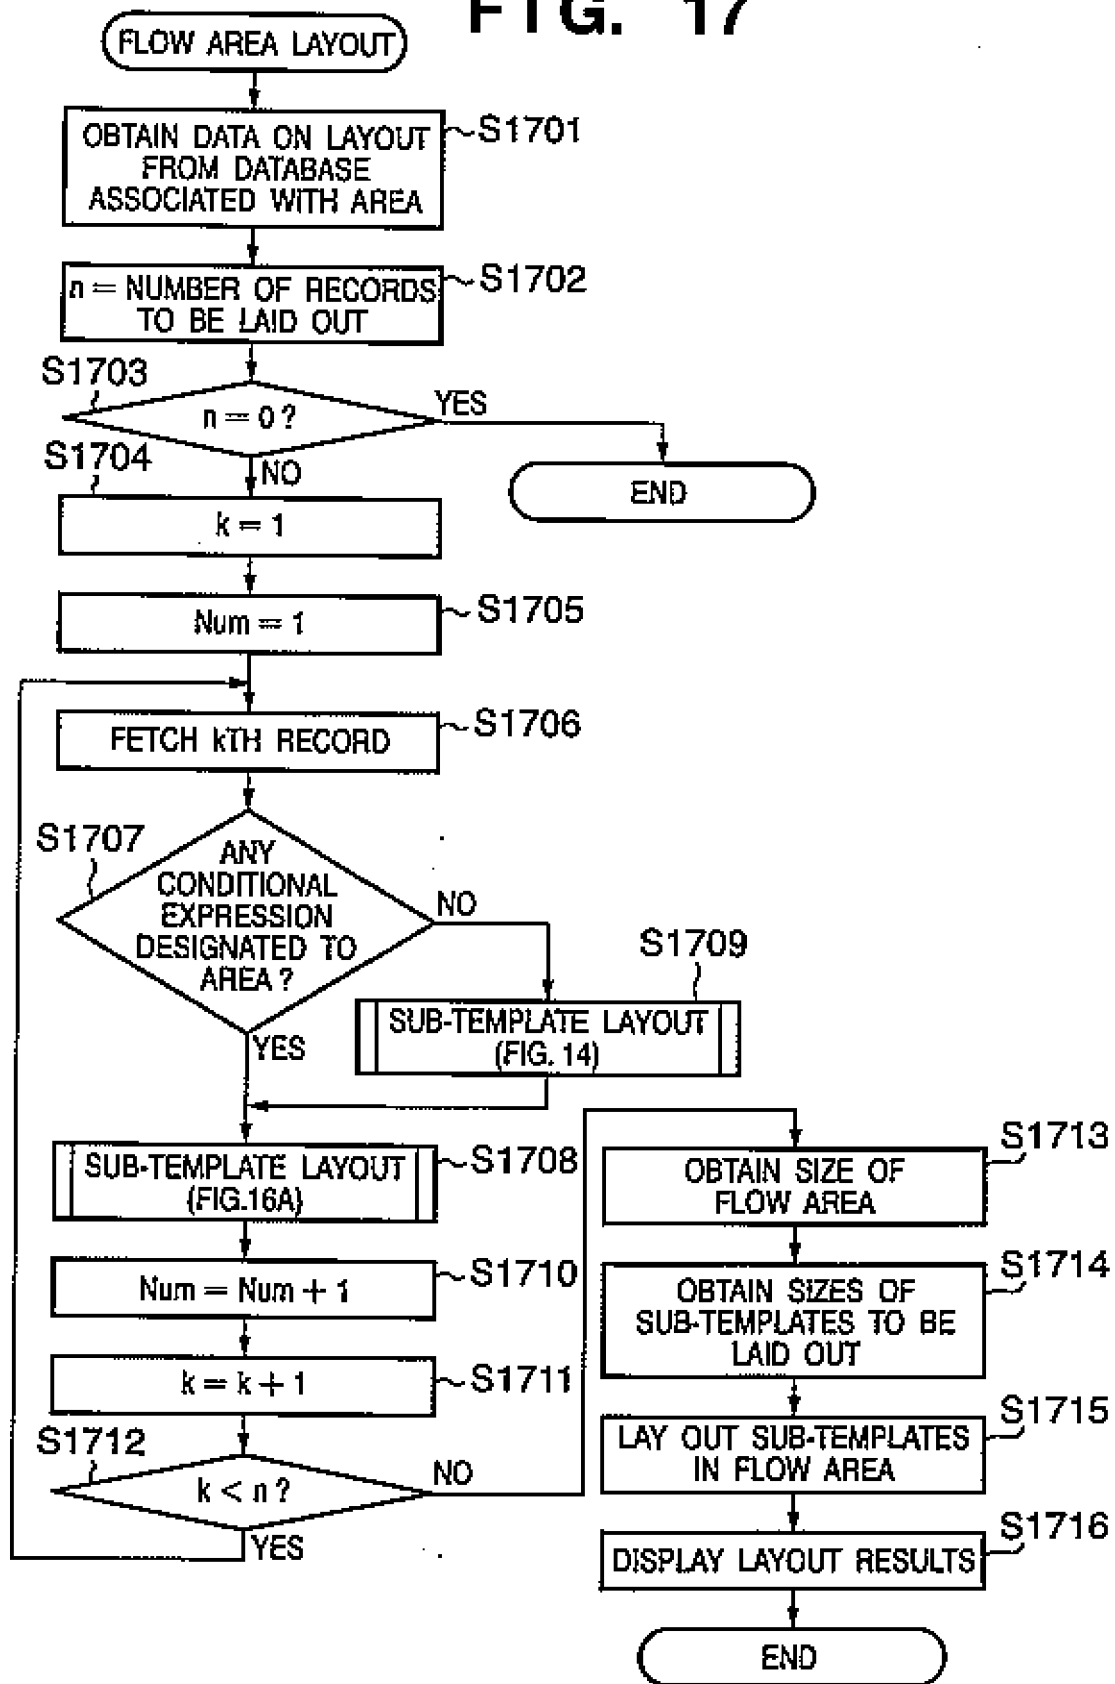 FIG. 17
FLOW AREA LAYOUT
OBTAIN DATA ON LAYOUT
FROM DATABASE
ASSOCIATED WITH AREA
S1701
n = NUMBER OF RECORDS
TO BE LAID OUT
S1702
S1703
n = 0 ?
YES
END
NO
S1704
k = 1
Num = 1
S1705
FETCH kTH RECORD
S1706
S1707
ANY
CONDITIONAL
EXPRESSION
DESIGNATED TO
AREA ?
NO
YES
S1709
SUB-TEMPLATE LAYOUT
(FIG. 14)
SUB-TEMPLATE LAYOUT
(FIG.16A)
S1708
Num = Num + 1
S1710
k = k + 1
S1711
S1712
k < n ?
NO
YES
OBTAIN SIZE OF
FLOW AREA
S1713
OBTAIN SIZES OF
SUB-TEMPLATES TO BE
LAID OUT
S1714
LAY OUT SUB-TEMPLATES
IN FLOW AREA
S1715
DISPLAY LAYOUT RESULTS
S1716
END